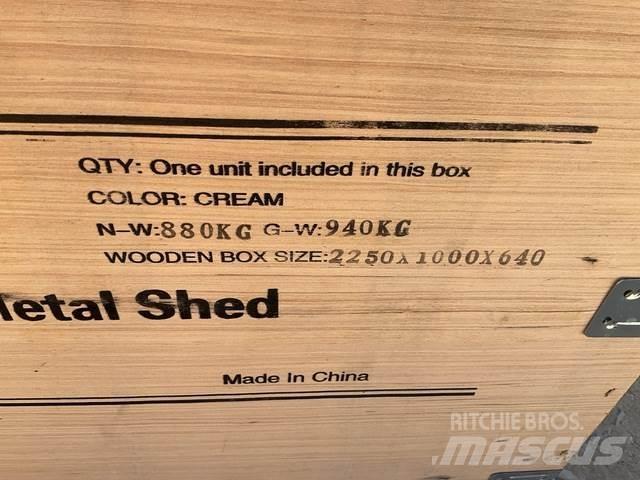 QTY: One unit included in this box
COLOR: CREAM
N-W:880KG G-W:940KG
WOODEN BOX SIZE:2250X1000X640
Shed
Made In China
RITCHIE BROS.
MASCUS